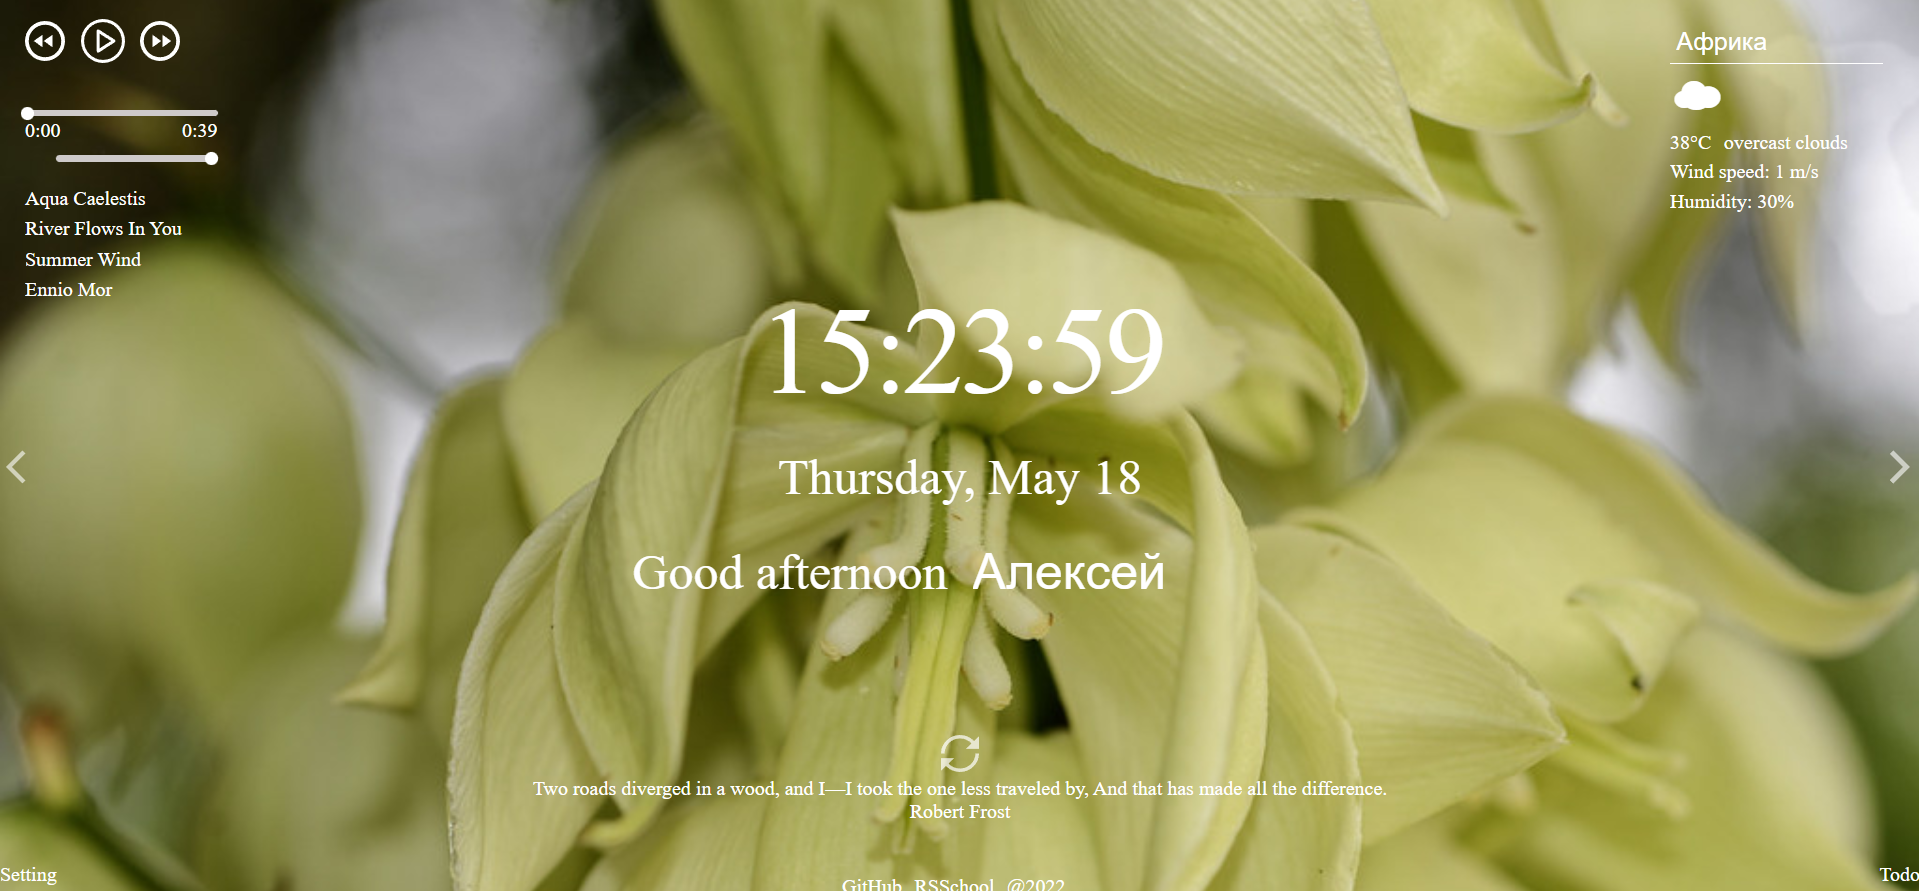 Африка
0:00 0:39
38°C overcast clouds
Wind speed: 1 m/s
Humidity: 30%
Aqua Caelestis
River Flows In You
Summer Wind
Ennio Mor
15:23:59
Thursday, May 18
Good afternoon Алексей
Two roads diverged in a wood, and I—I took the one less traveled by, And that has made all the difference.
Robert Frost
Setting
Todo
GitHub RSSchool @2022